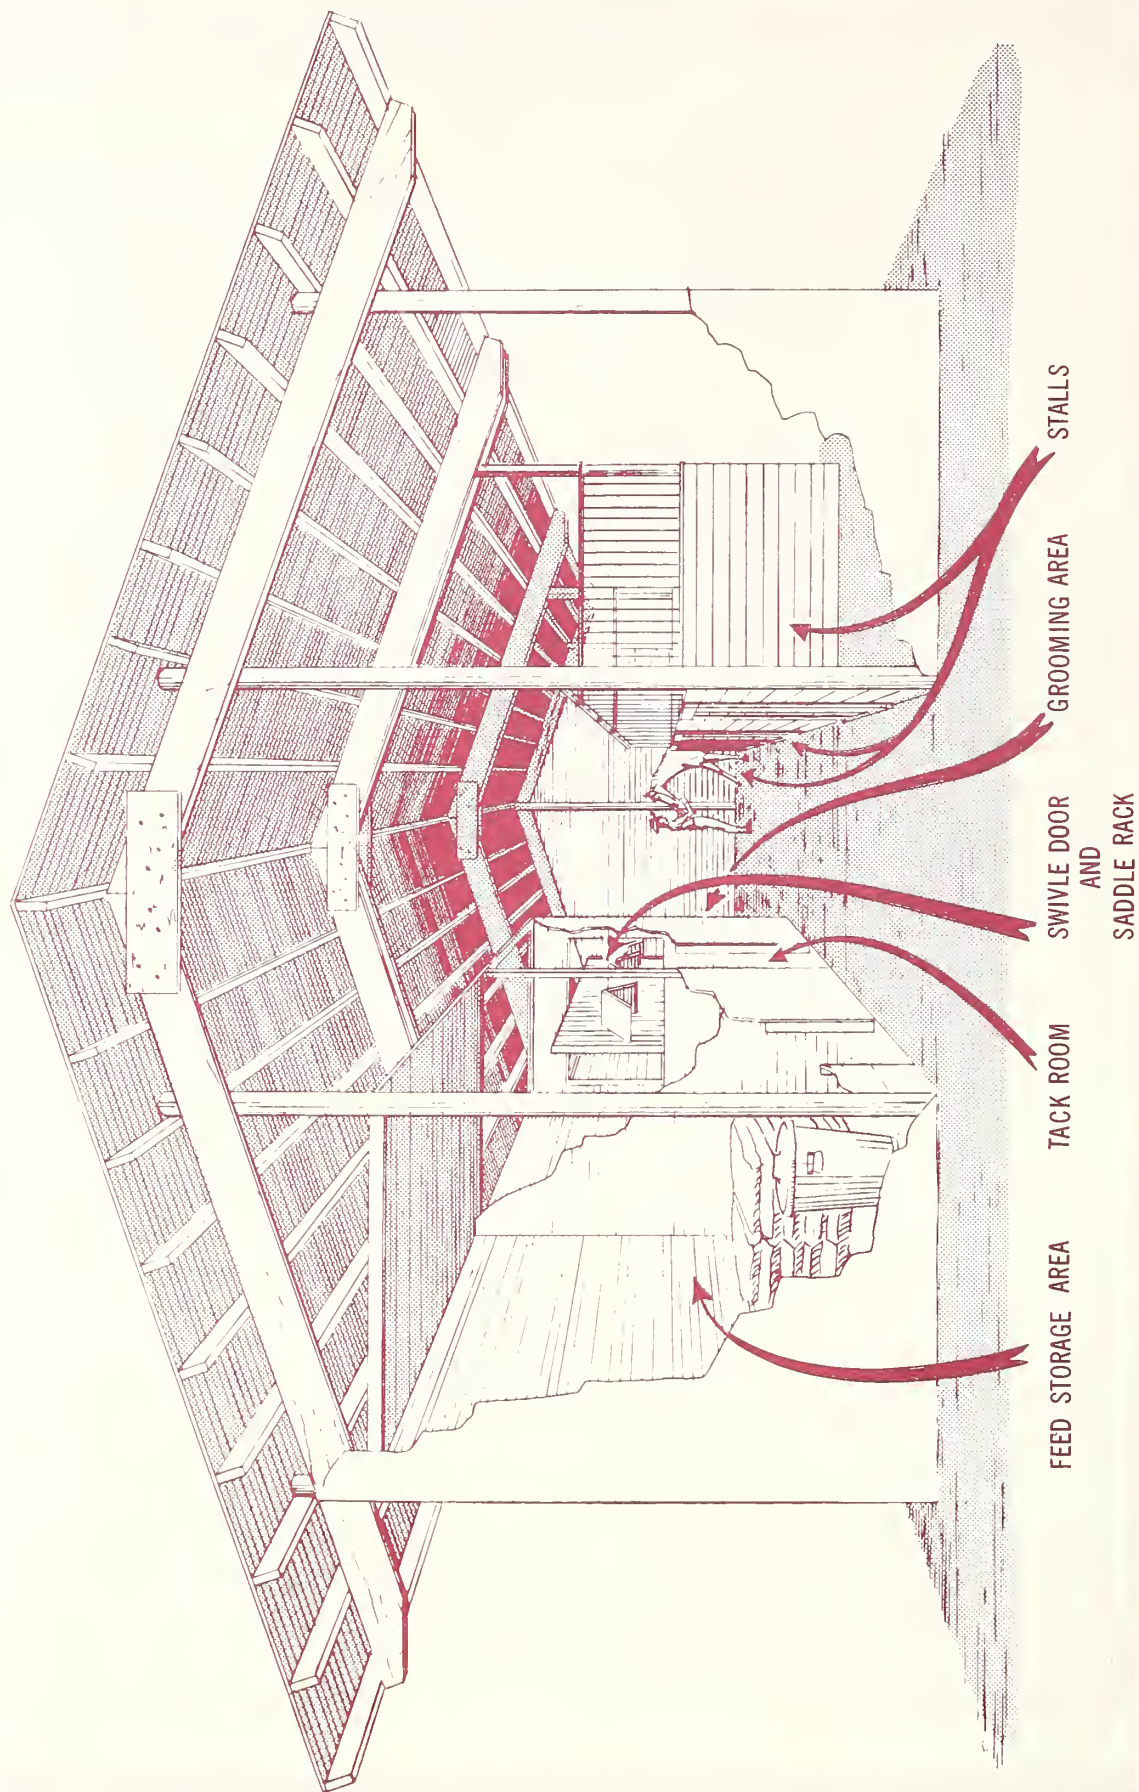 FEED STORAGE AREA
TACK ROOM
SWIVLE DOOR
AND
SADDLE RACK
GROOMING AREA
STALLS